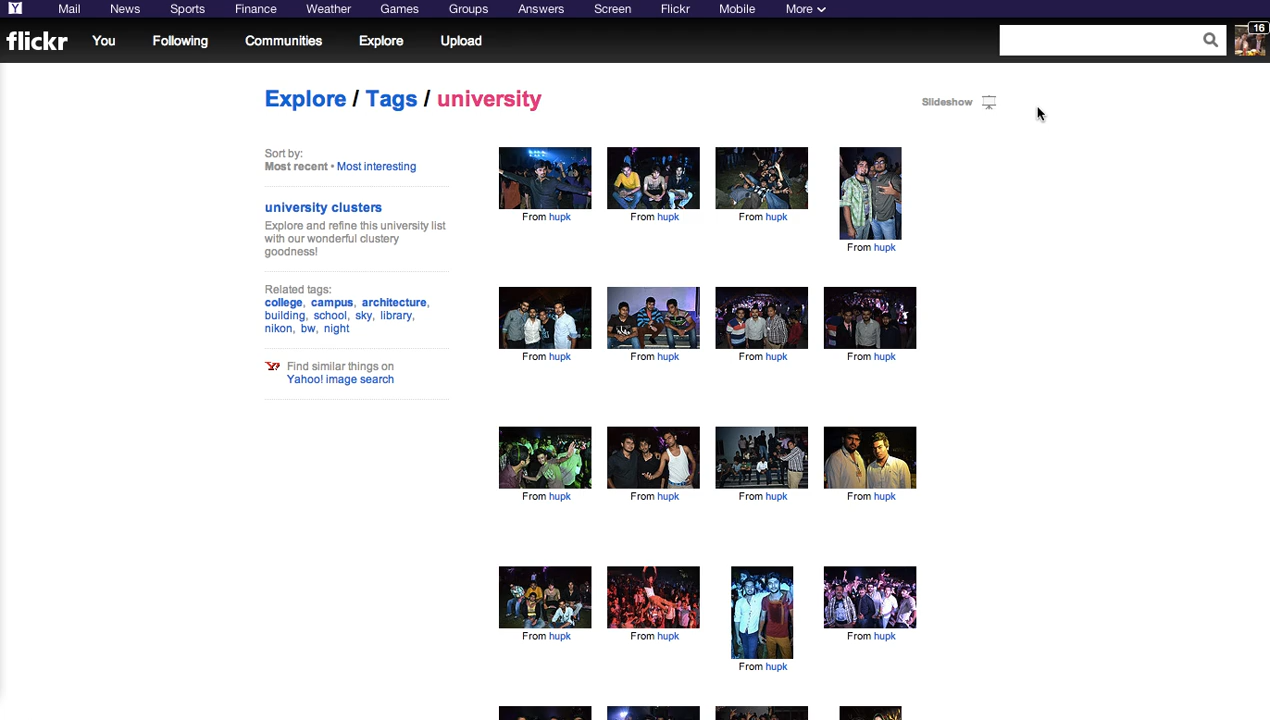 Y Mail News Sports Finance Weather Games Groups Answers Screen Flickr Mobile More
flickr You Following Communities Explore Upload
16
Explore / Tags / university
Slideshow
Sort by:
Most recent • Most interesting
university clusters
Explore and refine this university list
with our wonderful clustery
goodness!
Related tags:
college, campus, architecture,
building, school, sky, library,
nikon, bw, night
Y? Find similar things on
Yahoo! image search
From hupk From hupk From hupk From hupk
From hupk From hupk From hupk From hupk
From hupk From hupk From hupk From hupk
From hupk From hupk From hupk From hupk